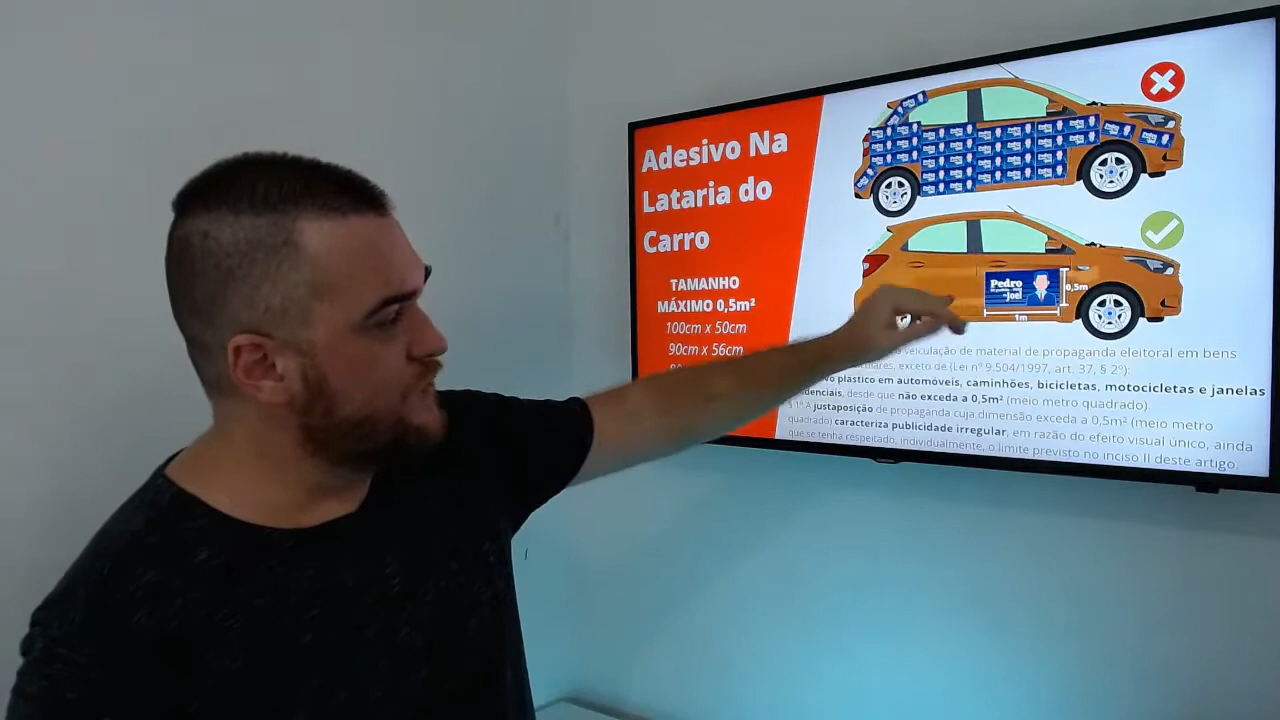 Adesivo Na
Lataria do
Carro
TAMANHO
MÁXIMO 0,5m²
100cm x 50cm
90cm x 56cm
Pedro
Joel
0,5m
1m
veiculação de material de propaganda eleitoral em bens
exceto de (Lei nº 9.504/1997, art. 37, § 2º):
plástico em automóveis, caminhões, bicicletas, motocicletas e janelas
desde que não exceda a 0,5m² (meio metro quadrado).
§ 1º A justaposição de propaganda cuja dimensão exceda a 0,5m² (meio metro
quadrado) caracteriza publicidade irregular, em razão do efeito visual único, ainda
que se tenha respeitado, individualmente, o limite previsto no inciso II deste artigo.